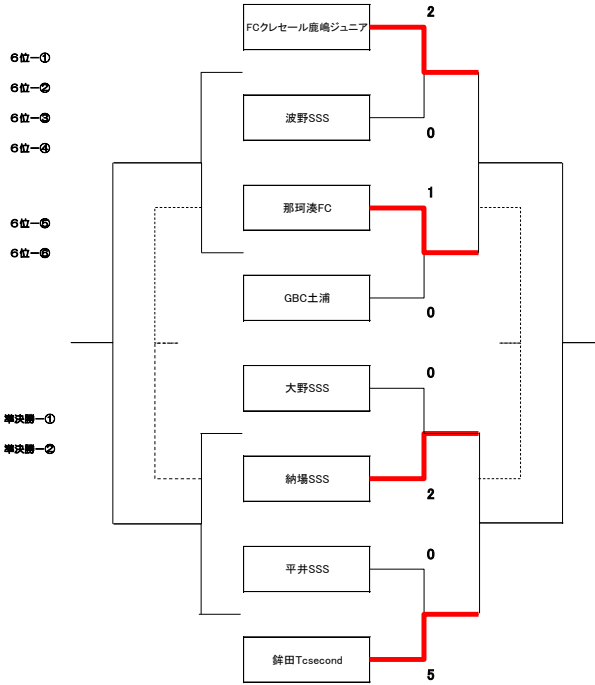 2
FCクレセール鹿嶋ジュニア
6位ー①
6位ー②
6位ー③
波野SSS
0
6位ー④
1
那珂湊FC
6位ー⑤
6位ー⑥
GBC土浦
0
0
大野SSS
準決勝ー①
準決勝ー②
納場SSS
2
0
平井SSS
鉾田Tcsecond
5